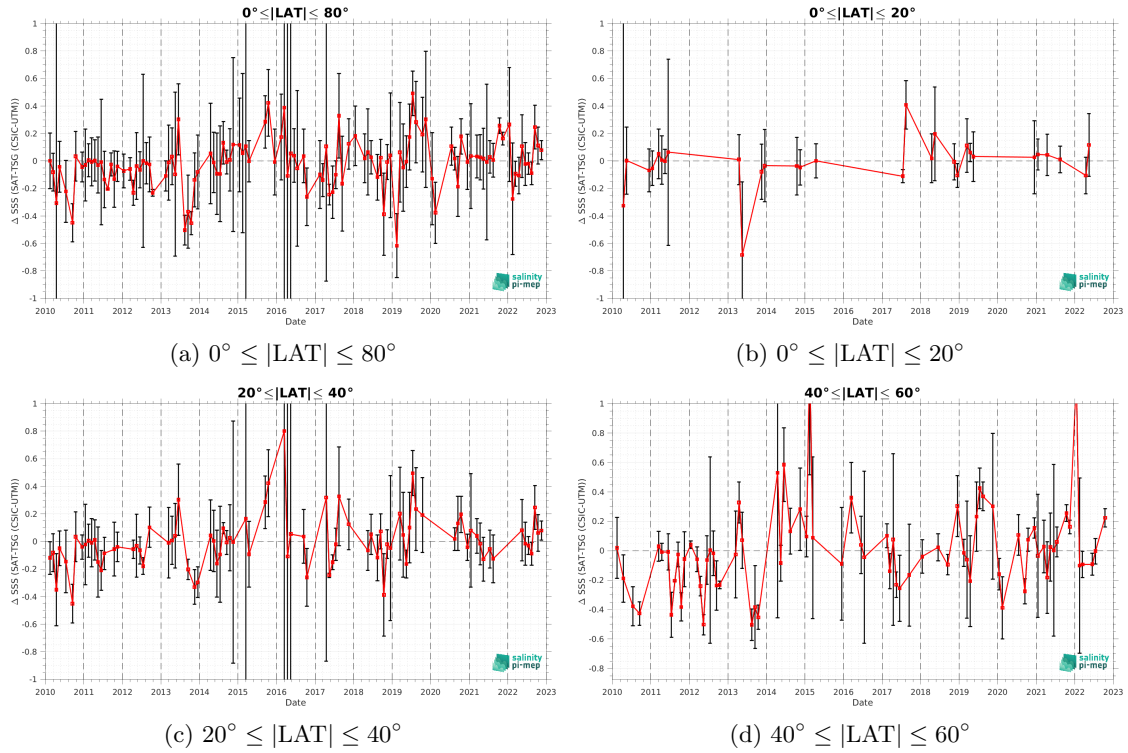 0°≤|LAT|≤ 80°
Δ SSS (SAT-TSG (CSIC-UTM))
1
0.8
0.6
0.4
0.2
0
-0.2
-0.4
-0.6
-0.8
-1
2010 2011 2012 2013 2014 2015 2016 2017 2018 2019 2020 2021 2022 2023
Date
salinity
pi-mep
(a) 0° ≤ |LAT| ≤ 80°
0°≤|LAT|≤ 20°
Δ SSS (SAT-TSG (CSIC-UTM))
1
0.8
0.6
0.4
0.2
0
-0.2
-0.4
-0.6
-0.8
-1
2010 2011 2012 2013 2014 2015 2016 2017 2018 2019 2020 2021 2022 2023
Date
salinity
pi-mep
(b) 0° ≤ |LAT| ≤ 20°
20°≤|LAT|≤ 40°
Δ SSS (SAT-TSG (CSIC-UTM))
1
0.8
0.6
0.4
0.2
0
-0.2
-0.4
-0.6
-0.8
-1
2010 2011 2012 2013 2014 2015 2016 2017 2018 2019 2020 2021 2022 2023
Date
salinity
pi-mep
(c) 20° ≤ |LAT| ≤ 40°
40°≤|LAT|≤ 60°
Δ SSS (SAT-TSG (CSIC-UTM))
1
0.8
0.6
0.4
0.2
0
-0.2
-0.4
-0.6
-0.8
2010 2011 2012 2013 2014 2015 2016 2017 2018 2019 2020 2021 2022 2023
Date
salinity
pi-mep
(d) 40° ≤ |LAT| ≤ 60°